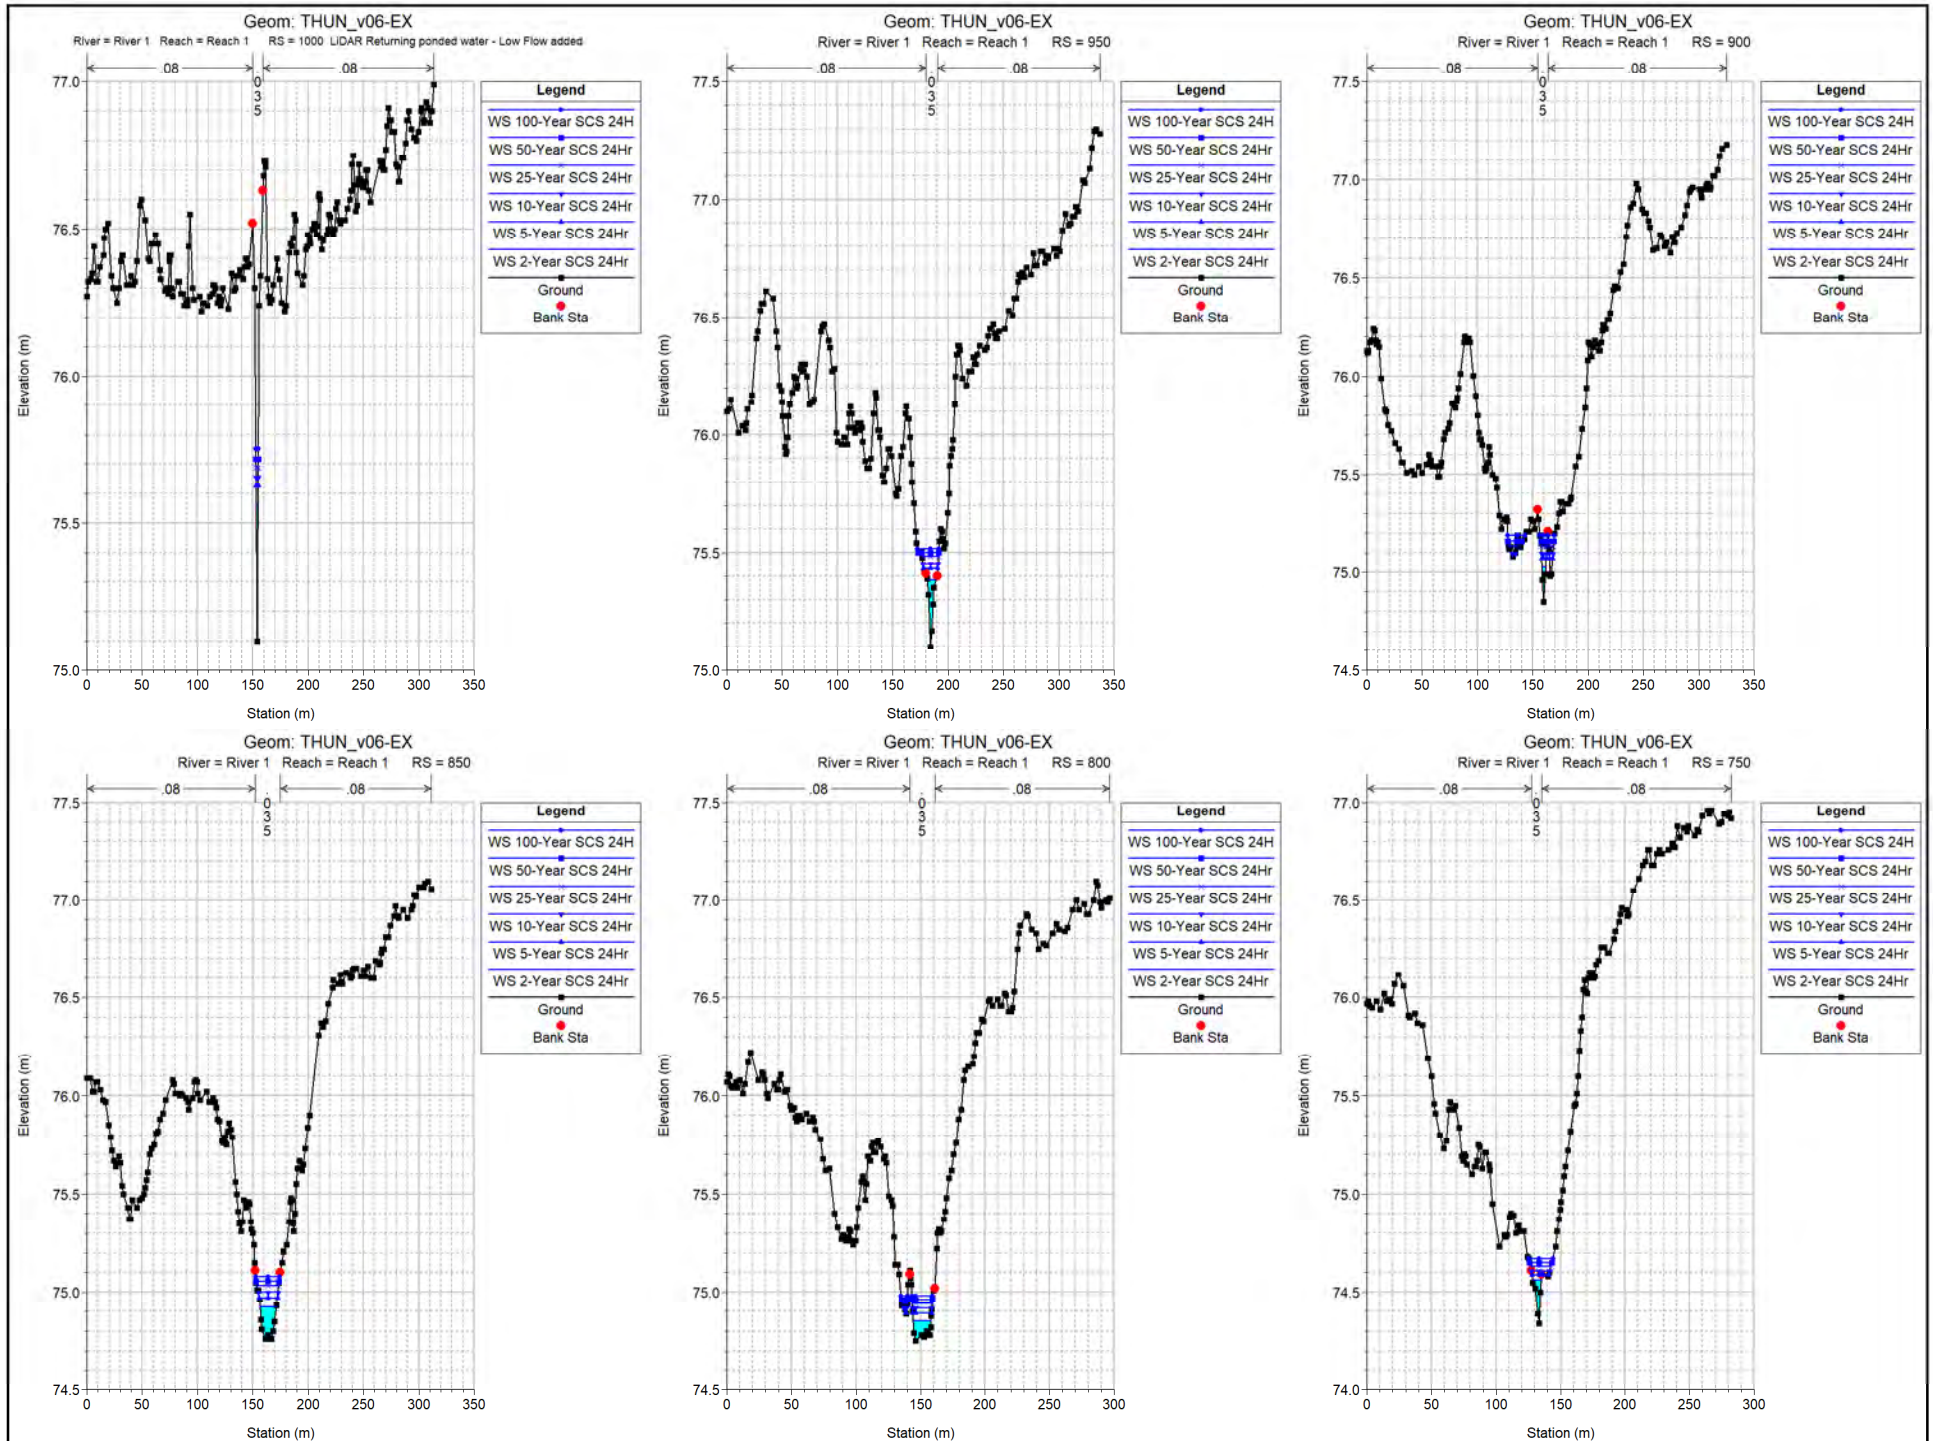 Geom: THUN_v06-EX
River = River 1 Reach = Reach 1 RS = 1000 LiDAR Returning ponded water - Low Flow added
.08
.035
.08
77.0
76.5
76.0
75.5
75.0
Elevation (m)
0 50 100 150 200 250 300 350
Station (m)
Legend
WS 100-Year SCS 24H
WS 50-Year SCS 24Hr
WS 25-Year SCS 24Hr
WS 10-Year SCS 24Hr
WS 5-Year SCS 24Hr
WS 2-Year SCS 24Hr
Ground
Bank Sta
Geom: THUN_v06-EX
River = River 1 Reach = Reach 1 RS = 950
.08
.035
.08
77.5
77.0
76.5
76.0
75.5
75.0
Elevation (m)
0 50 100 150 200 250 300 350
Station (m)
Legend
WS 100-Year SCS 24H
WS 50-Year SCS 24Hr
WS 25-Year SCS 24Hr
WS 10-Year SCS 24Hr
WS 5-Year SCS 24Hr
WS 2-Year SCS 24Hr
Ground
Bank Sta
Geom: THUN_v06-EX
River = River 1 Reach = Reach 1 RS = 900
.08
.035
.08
77.5
77.0
76.5
76.0
75.5
75.0
74.5
Elevation (m)
0 50 100 150 200 250 300 350
Station (m)
Legend
WS 100-Year SCS 24H
WS 50-Year SCS 24Hr
WS 25-Year SCS 24Hr
WS 10-Year SCS 24Hr
WS 5-Year SCS 24Hr
WS 2-Year SCS 24Hr
Ground
Bank Sta
Geom: THUN_v06-EX
River = River 1 Reach = Reach 1 RS = 850
.08
.035
.08
77.5
77.0
76.5
76.0
75.5
75.0
74.5
Elevation (m)
0 50 100 150 200 250 300 350
Station (m)
Legend
WS 100-Year SCS 24H
WS 50-Year SCS 24Hr
WS 25-Year SCS 24Hr
WS 10-Year SCS 24Hr
WS 5-Year SCS 24Hr
WS 2-Year SCS 24Hr
Ground
Bank Sta
Geom: THUN_v06-EX
River = River 1 Reach = Reach 1 RS = 800
.08
.035
.08
77.5
77.0
76.5
76.0
75.5
75.0
74.5
Elevation (m)
0 50 100 150 200 250 300
Station (m)
Legend
WS 100-Year SCS 24H
WS 50-Year SCS 24Hr
WS 25-Year SCS 24Hr
WS 10-Year SCS 24Hr
WS 5-Year SCS 24Hr
WS 2-Year SCS 24Hr
Ground
Bank Sta
Geom: THUN_v06-EX
River = River 1 Reach = Reach 1 RS = 750
.08
.035
.08
77.0
76.5
76.0
75.5
75.0
74.5
74.0
Elevation (m)
0 50 100 150 200 250 300
Station (m)
Legend
WS 100-Year SCS 24H
WS 50-Year SCS 24Hr
WS 25-Year SCS 24Hr
WS 10-Year SCS 24Hr
WS 5-Year SCS 24Hr
WS 2-Year SCS 24Hr
Ground
Bank Sta